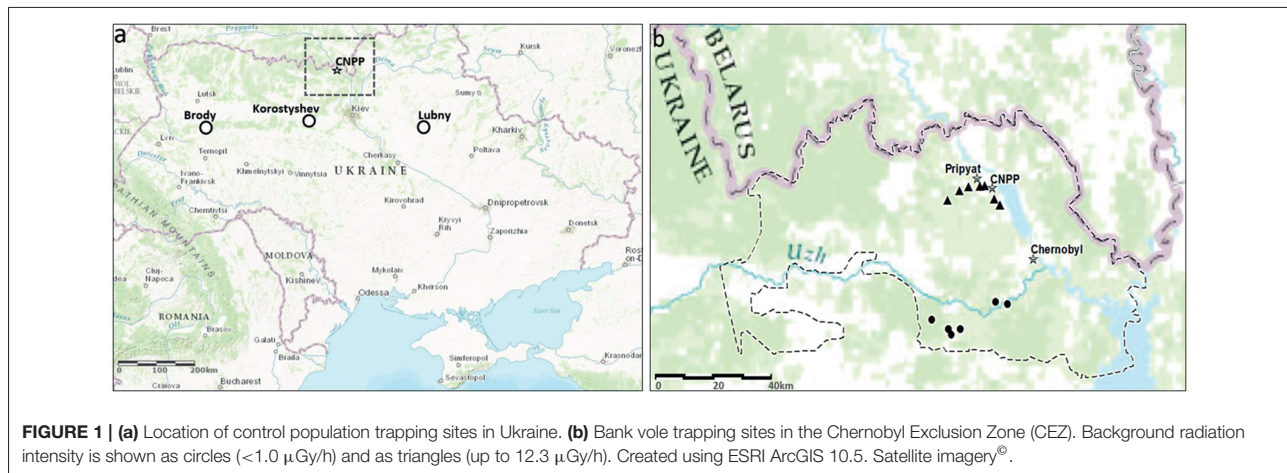 a
Brest
Pripyats
Kursk
Voronezh
CNPP
Lublin
Lutsk
Sumy
Brody
Korostyshev
Kiev
Lubny
Kharkiv
Lviv
Ternopil
Poltava
Dniester
Khmelnytskyi
Vinnytsia
Cherkasy
UKRAINE
Ivano-
Frankivsk
Kirovohrad
Dnipropetrovsk
Chernivtsi
Kryvyi
Rih
Donetsk
Zaporizhia
MOLDOVA
Mykolaiv
Kishinev
Cluj-
Napoca
Odessa
Kherson
ROMANIA
Olt
Brasov
Galati
Braila
Simferopol
Krasnodar
Sevastopol
Craiova
Bucharest
0 100 200km
b
BELARUS
UKRAINE
Pripyat
CNPP
Chernobyl
Uzh
0 20 40km
FIGURE 1 | (a) Location of control population trapping sites in Ukraine. (b) Bank vole trapping sites in the Chernobyl Exclusion Zone (CEZ). Background radiation
intensity is shown as circles (<1.0 μGy/h) and as triangles (up to 12.3 μGy/h). Created using ESRI ArcGIS 10.5. Satellite imagery©.